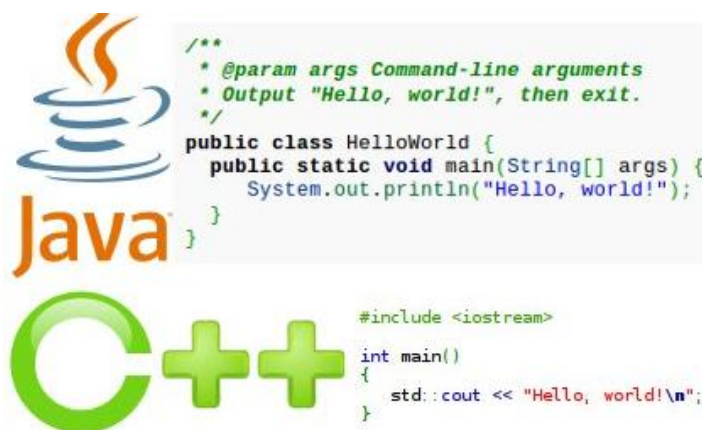 /**
 * @param args Command-line arguments
 * Output "Hello, world!", then exit.
 */
public class HelloWorld {
  public static void main(String[] args) {
     System.out.println("Hello, world!");
  }
}
Java
C++
#include <iostream>
int main()
{
   std::cout << "Hello, world!\n";
}